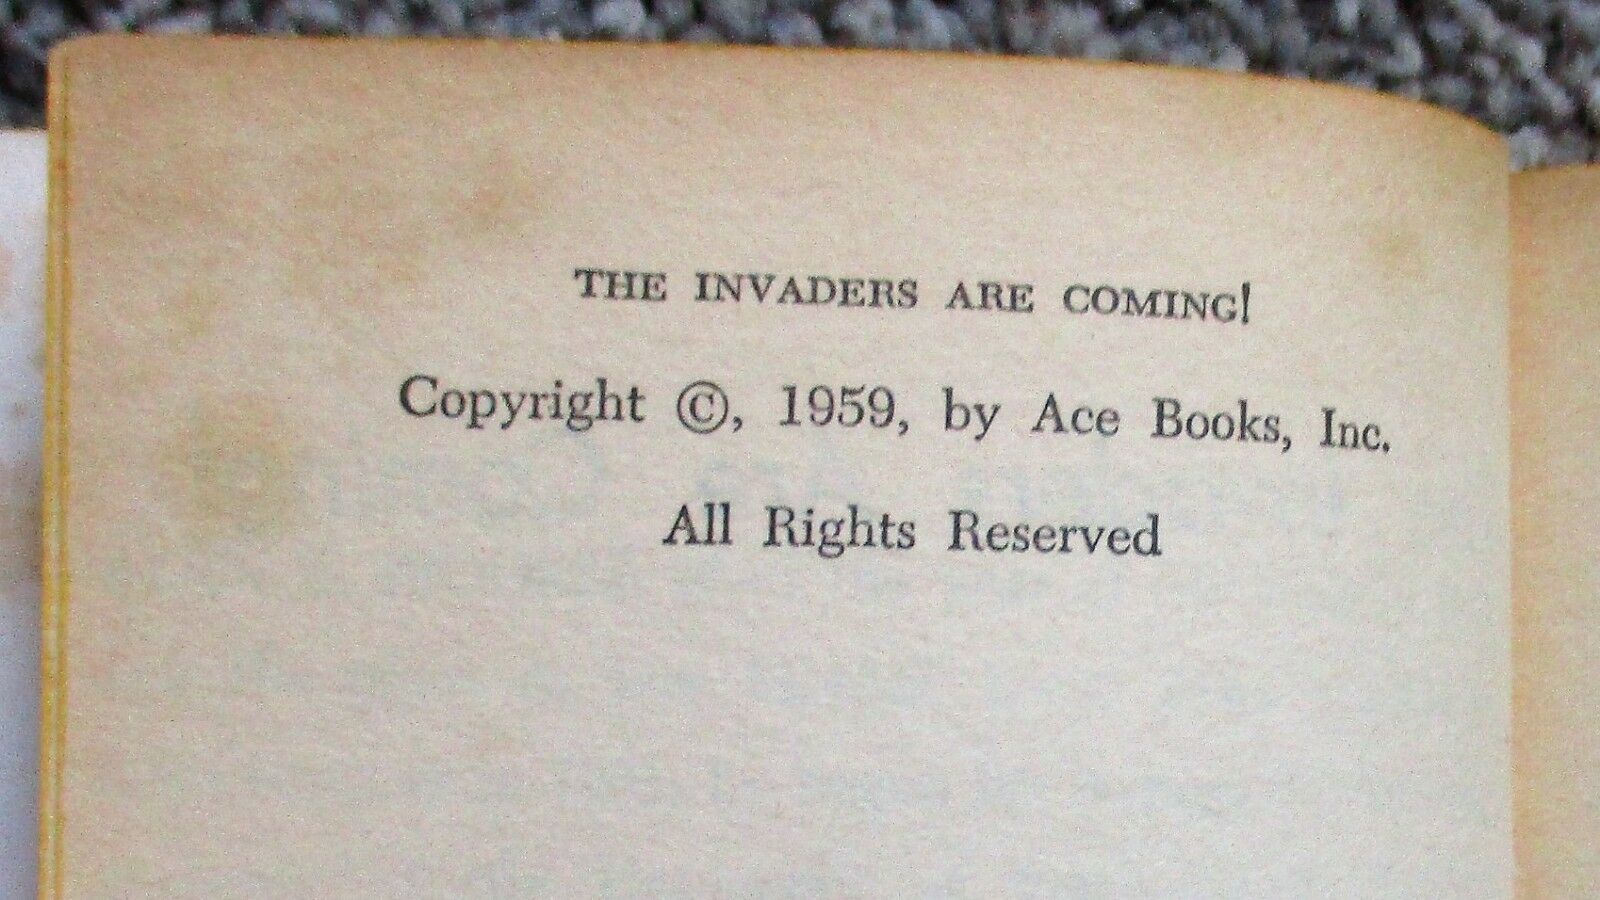 THE INVADERS ARE COMING!
Copyright ©, 1959, by Ace Books, Inc.
All Rights Reserved